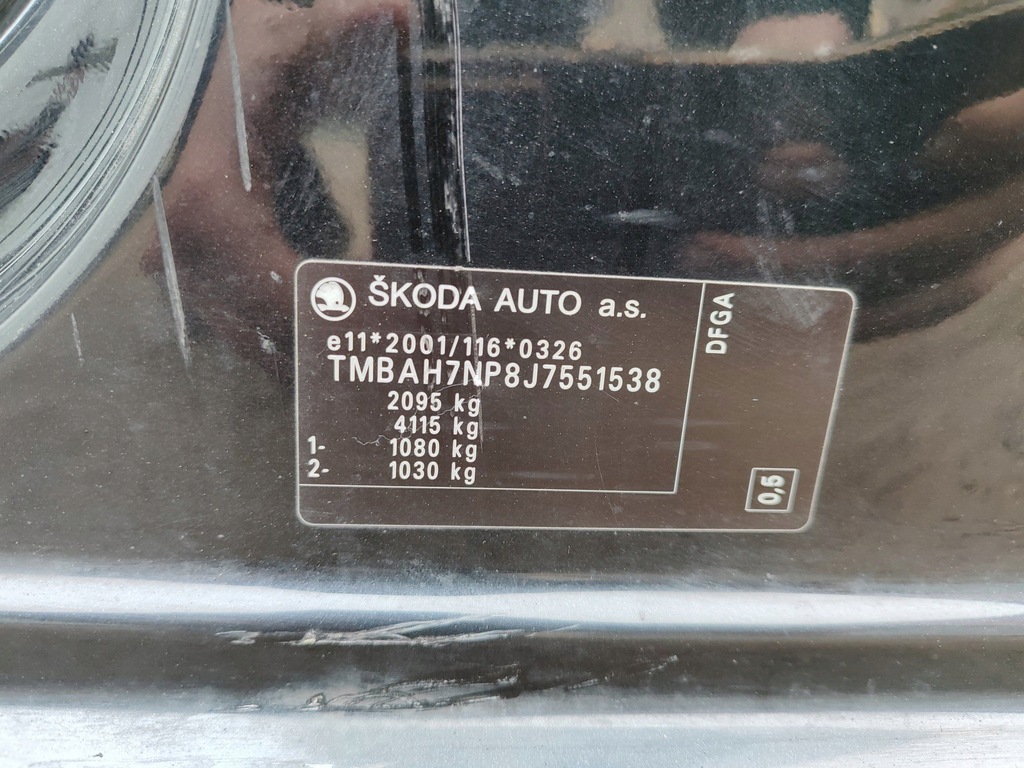 ŠKODA AUTO a.s.
e11*2001/116*0326
TMBAH7NP8J7551538
2095 kg
4115 kg
1- 1080 kg
2- 1030 kg
DFGA
0,5